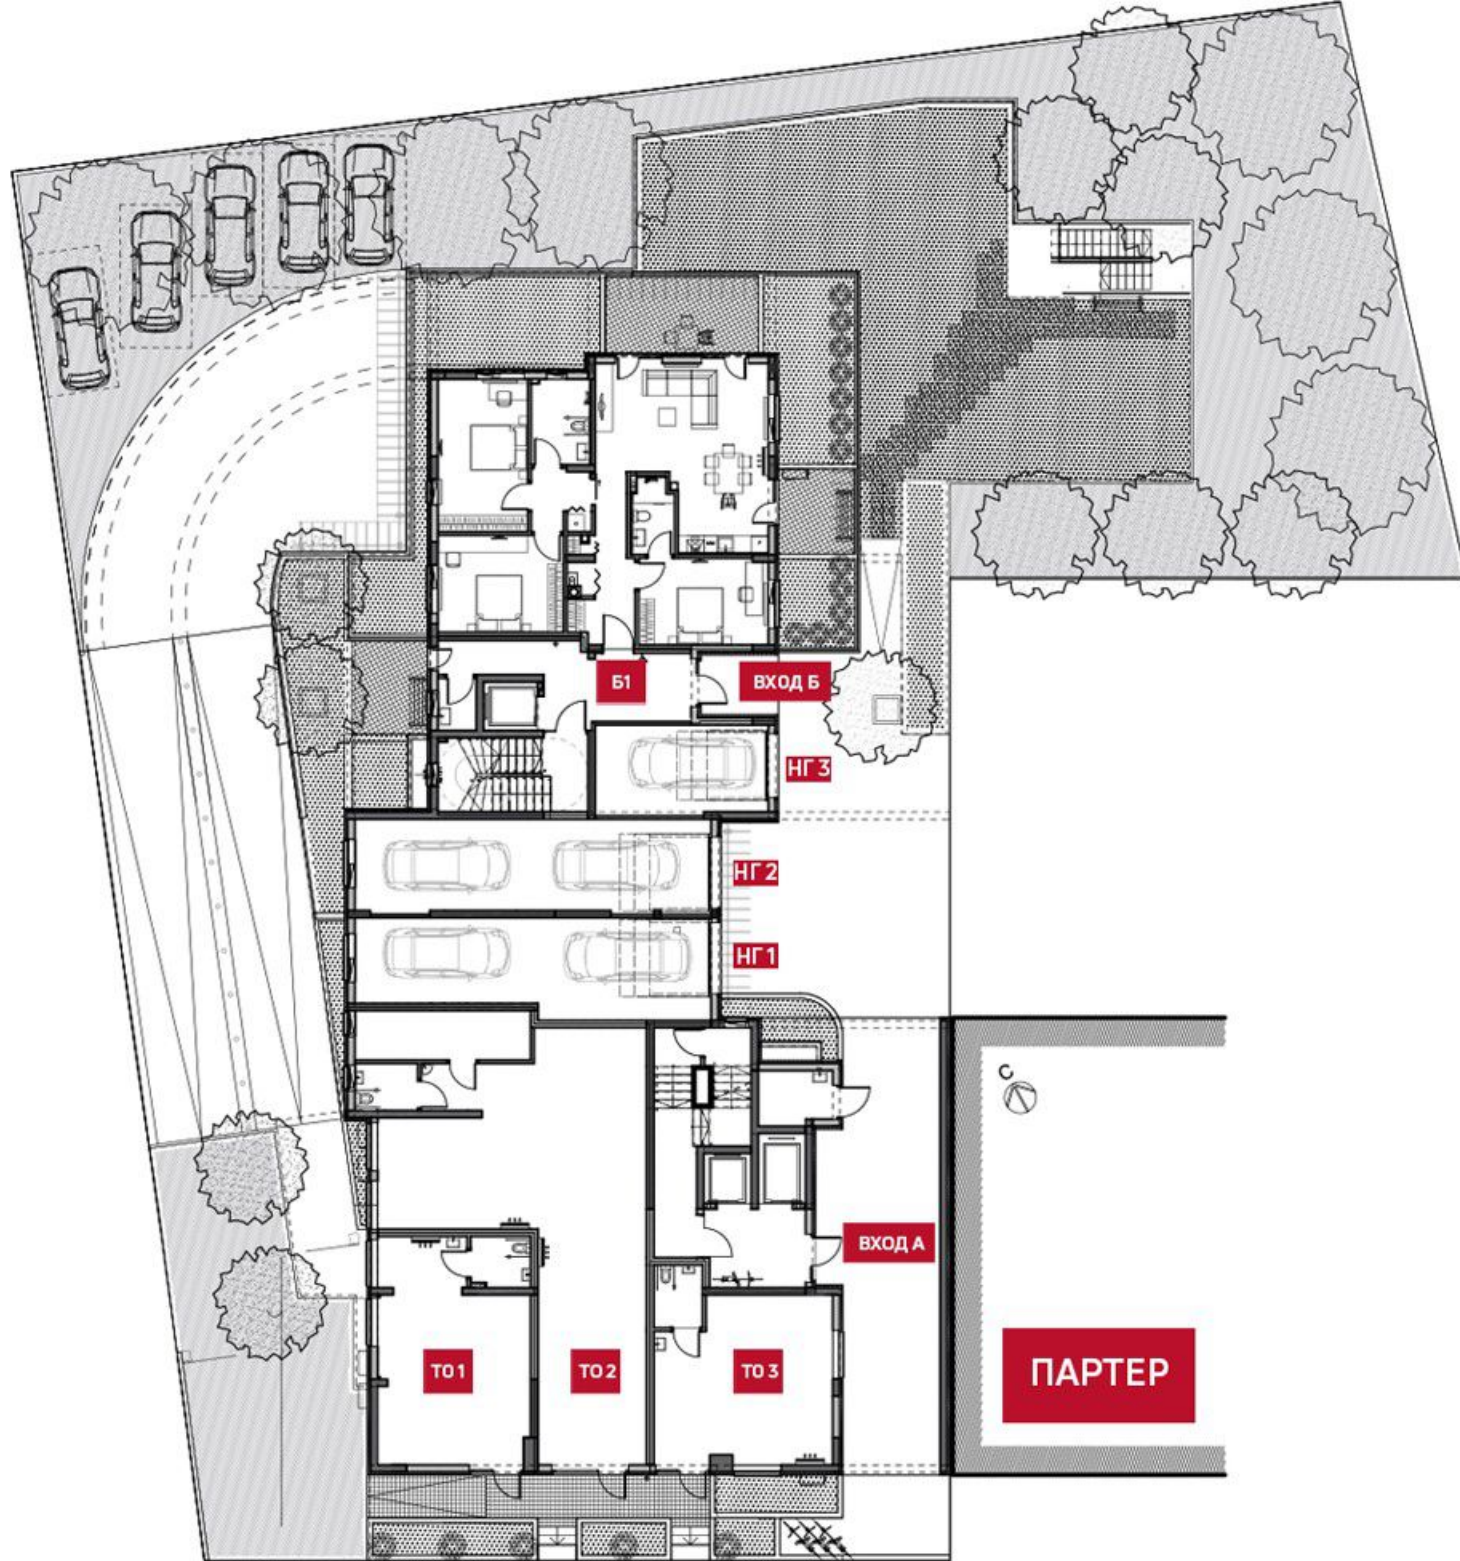 Б1
ВХОД Б
НГ 3
НГ 2
НГ 1
С
ВХОД А
ТО 1
ТО 2
ТО 3
ПАРТЕР